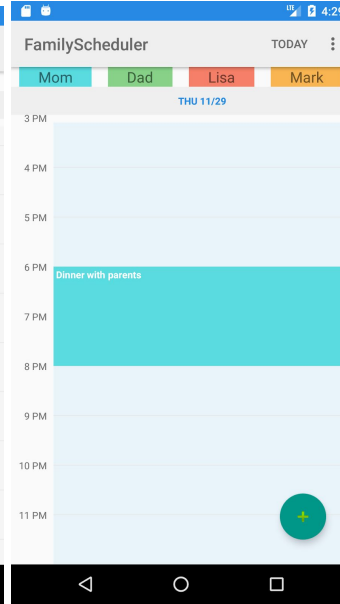 LTE 4:29
FamilyScheduler TODAY
Mom Dad Lisa Mark
THU 11/29
3 PM
4 PM
5 PM
6 PM
Dinner with parents
7 PM
8 PM
9 PM
10 PM
11 PM
+